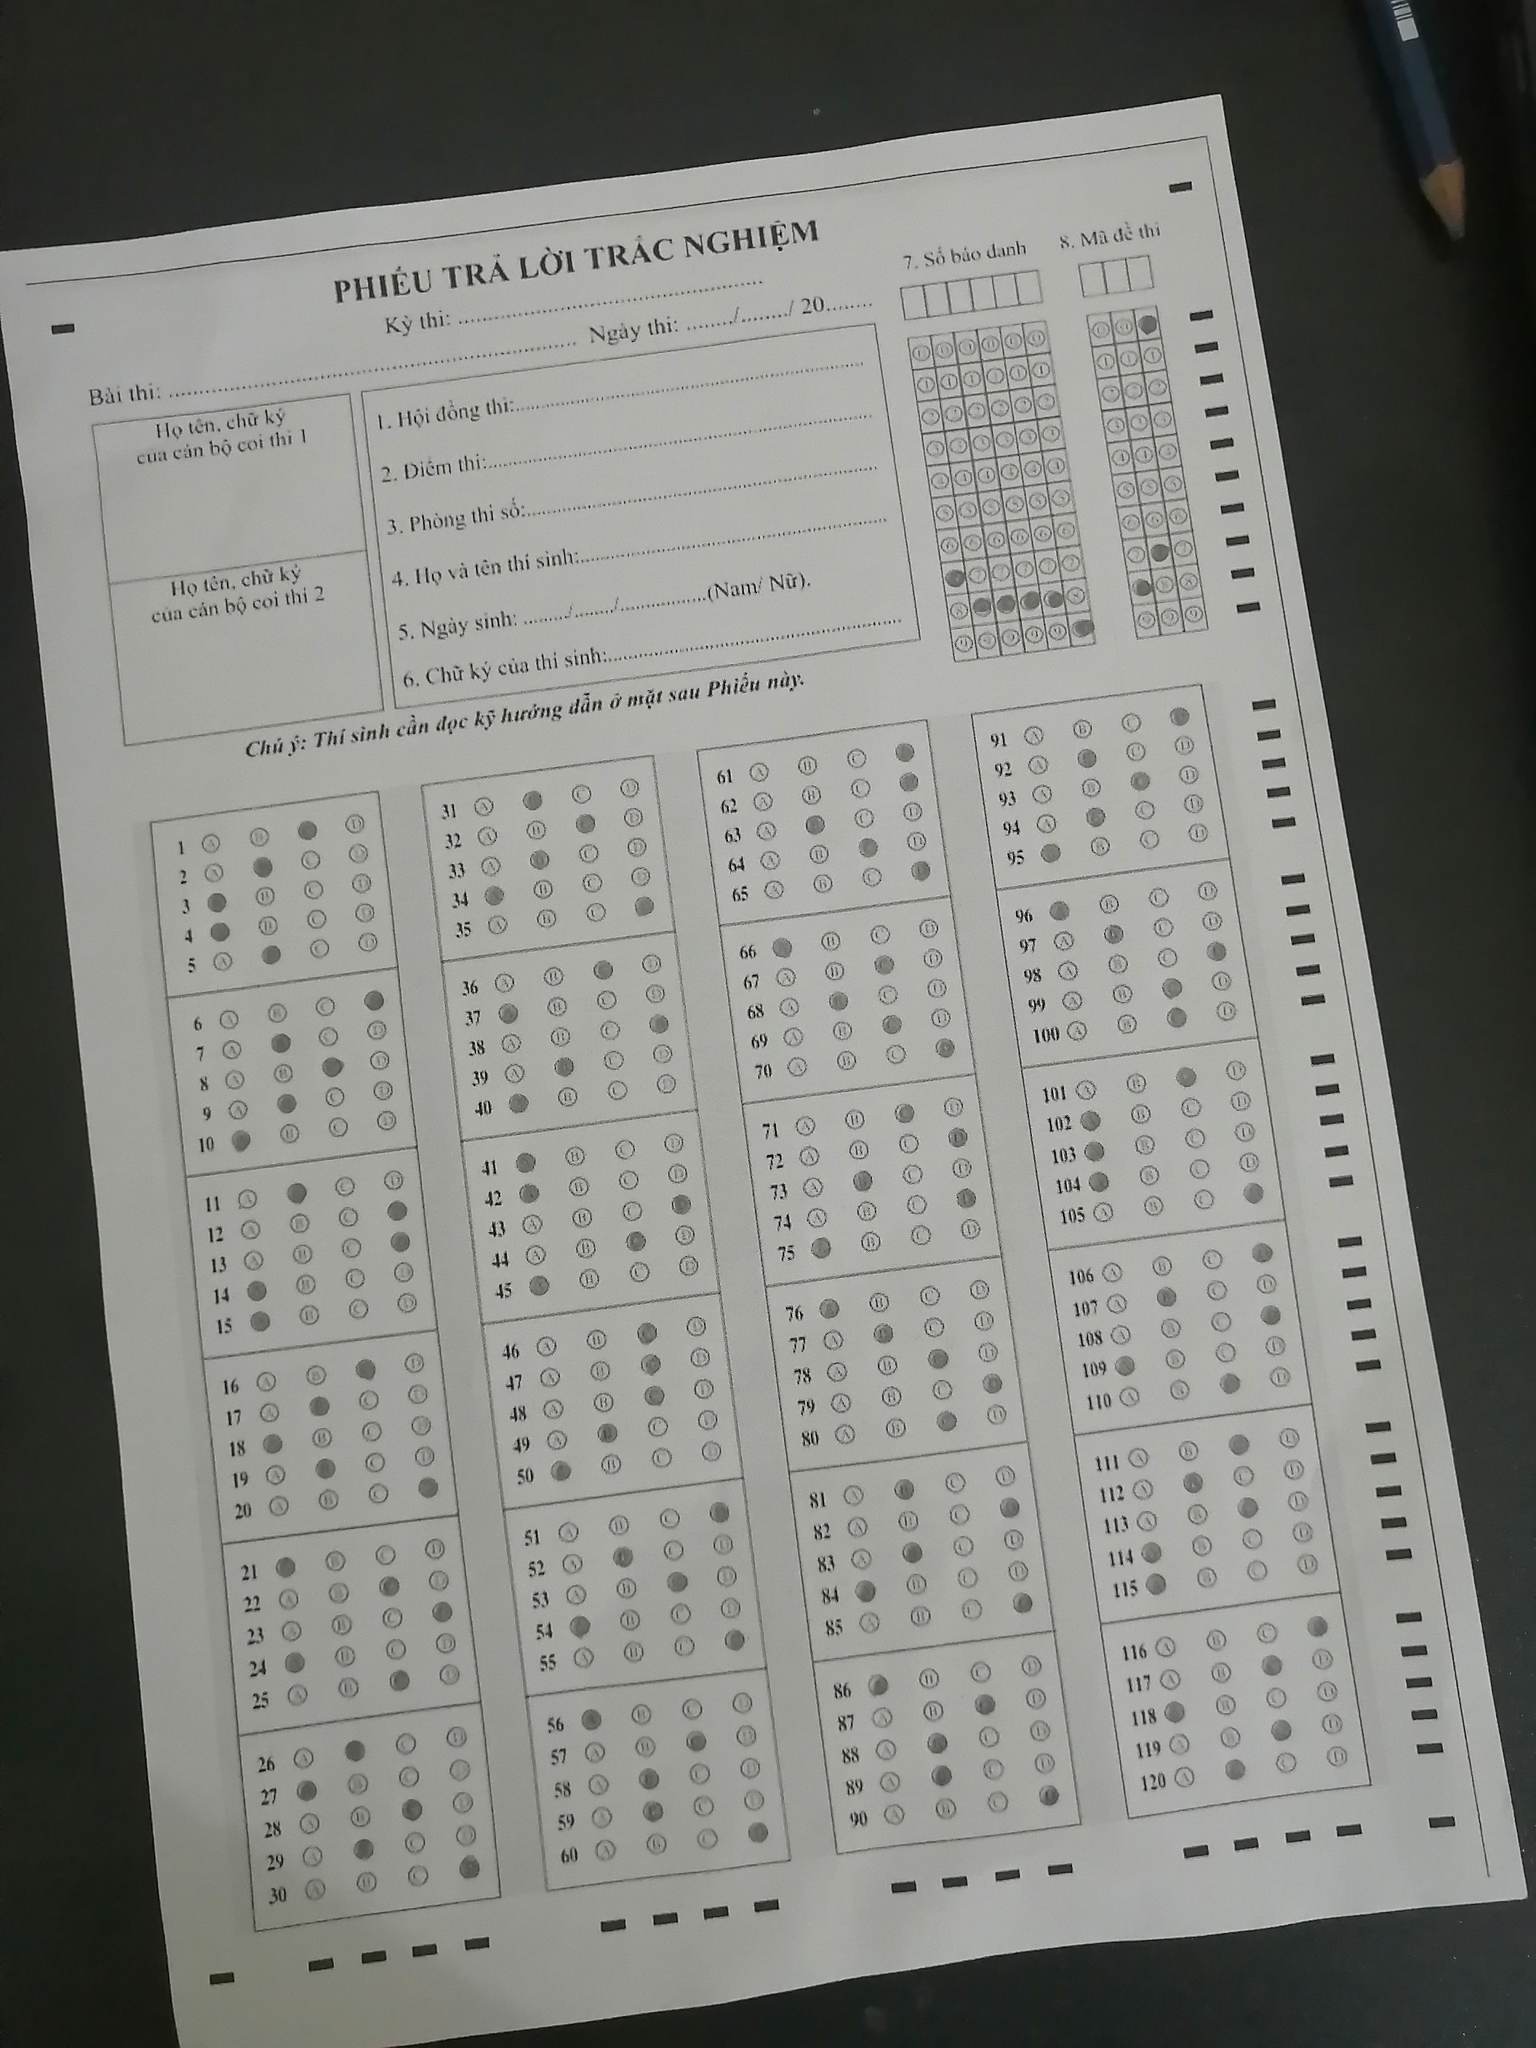 PHIẾU TRẢ LỜI TRẮC NGHIỆM
Kỳ thi: ........................................................
Bài thi: ........................................................ Ngày thi: ......../......../ 20........
7. Số báo danh
8. Mã đề thi
Họ tên, chữ ký
của cán bộ coi thi 1
Họ tên, chữ ký
của cán bộ coi thi 2
1. Hội đồng thi:........................................................
2. Điểm thi:........................................................
3. Phòng thi số:........................................................
4. Họ và tên thí sinh:........................................................
5. Ngày sinh: ......../......../................(Nam/ Nữ).
6. Chữ ký của thí sinh:........................................................
Chú ý: Thí sinh cần đọc kỹ hướng dẫn ở mặt sau Phiếu này.
1 A B D
2 A C D
3 B C D
4 B C D
5 A C D
6 A B C
7 A C D
8 A B D
9 A C D
10 B C D
11 A C D
12 A B C
13 A B C
14 B C D
15 B C D
16 A B D
17 A C D
18 B C D
19 A C D
20 A B C
21 B C D
22 A B D
23 A B C
24 B C D
25 A B D
26 A C D
27 B C D
28 A B D
29 A C D
30 A B C
31 A C D
32 A B D
33 A C D
34 B C D
35 A B C
36 A B D
37 B C D
38 A B C
39 A C D
40 B C D
41 B C D
42 B C D
43 A B C
44 A B D
45 B C D
46 A B D
47 A B D
48 A B D
49 A C D
50 B C D
51 A B C
52 A C D
53 A B D
54 B C D
55 A B C
56 B C D
57 A B D
58 A C D
59 A C D
60 A B C
61 A B C
62 A B C
63 A C D
64 A B D
65 A B C
66 B C D
67 A B D
68 A C D
69 A B D
70 A B C
71 A B D
72 A B C
73 A C D
74 A B C
75 B C D
76 B C D
77 A C D
78 A B D
79 A B C
80 A B D
81 A C D
82 A B C
83 A C D
84 B C D
85 A B C
86 B C D
87 A B D
88 A C D
89 A C D
90 A B C
91 A B C
92 A C D
93 A B D
94 A C D
95 B C D
96 B C D
97 A C D
98 A B C
99 A B D
100 A B D
101 A B D
102 B C D
103 B C D
104 B C D
105 A B C
106 A B C
107 A C D
108 A B C
109 B C D
110 A B D
111 A B D
112 A C D
113 A B D
114 B C D
115 B C D
116 A B C
117 A B D
118 B C D
119 A B D
120 A C D